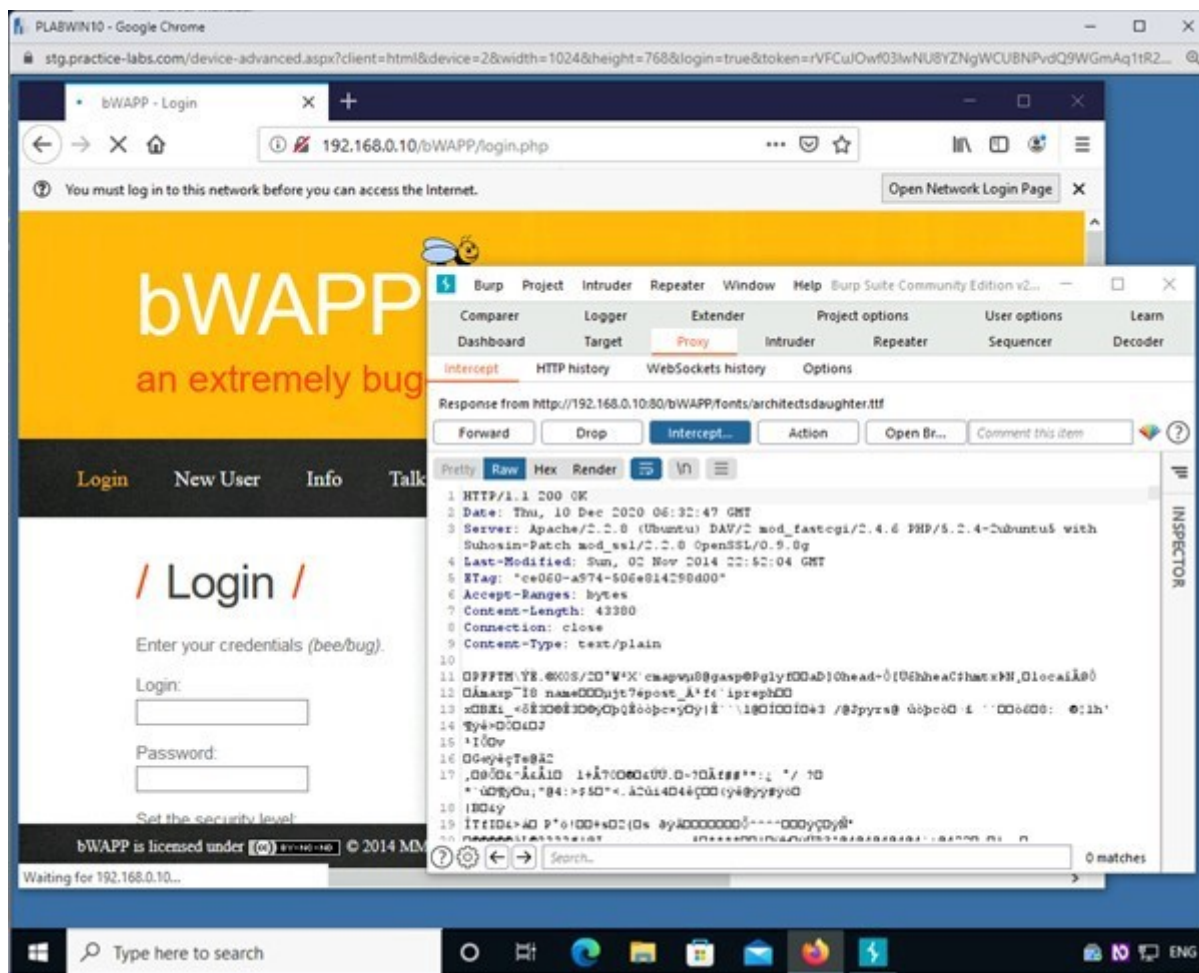 PLABWIN10 - Google Chrome
stg.practice-labs.com/device-advanced.aspx?client=html&device=2&width=1024&height=768&login=true&token=
bWAPP - Login
192.168.0.10/bWAPP/login.php
You must log in to this network before you can access the Internet.
Open Network Login Page
bWAPP
an extremely bug
Login New User Info Talk
/ Login /
Enter your credentials (bee/bug).
Login:
Password:
Set the security level:
bWAPP is licensed under © 2014 MM
Waiting for 192.168.0.10...
Burp Project Intruder Repeater Window Help Burp Suite Community Edition v2...
Comparer Logger Extender Project options User options Learn
Dashboard Target Proxy Intruder Repeater Sequencer Decoder
Intercept HTTP history WebSockets history Options
Response from http://192.168.0.10:80/bWAPP/fonts/architectsdaughter.ttf
Forward Drop Intercept... Action Open Br... Comment this item
Pretty Raw Hex Render \n
INSPECTOR
1 HTTP/1.1 200 OK
2 Date: Thu, 10 Dec 2020 06:32:47 GMT
3 Server: Apache/2.2.8 (Ubuntu) DAV/2 mod_fastcgi/2.4.6 PHP/5.2.4-2ubuntu5 with
Suhosin-Patch mod_ssl/2.2.8 OpenSSL/0.9.8g
4 Last-Modified: Sun, 02 Nov 2014 22:52:04 GMT
5 ETag: "ce060-a974-506e814298d00"
6 Accept-Ranges: bytes
7 Content-Length: 43380
8 Connection: close
9 Content-Type: text/plain
10
11
12
13
14
15
16
17
18
19
Search...
0 matches
Type here to search
ENG